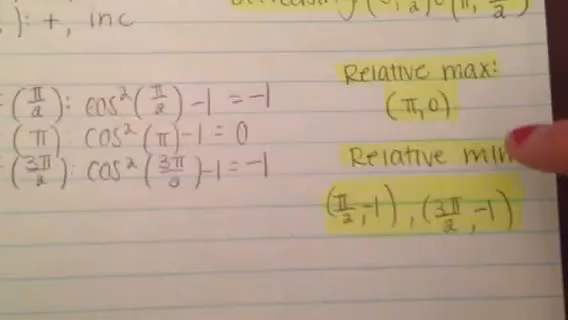 ): +, inc
Relative max:
(π/2): cos²(π/2)-1 = -1
(π, 0)
(π) cos²(π)-1 = 0
Relative min
(3π/2): cos²(3π/2)-1 = -1
(π/2, -1), (3π/2, -1)